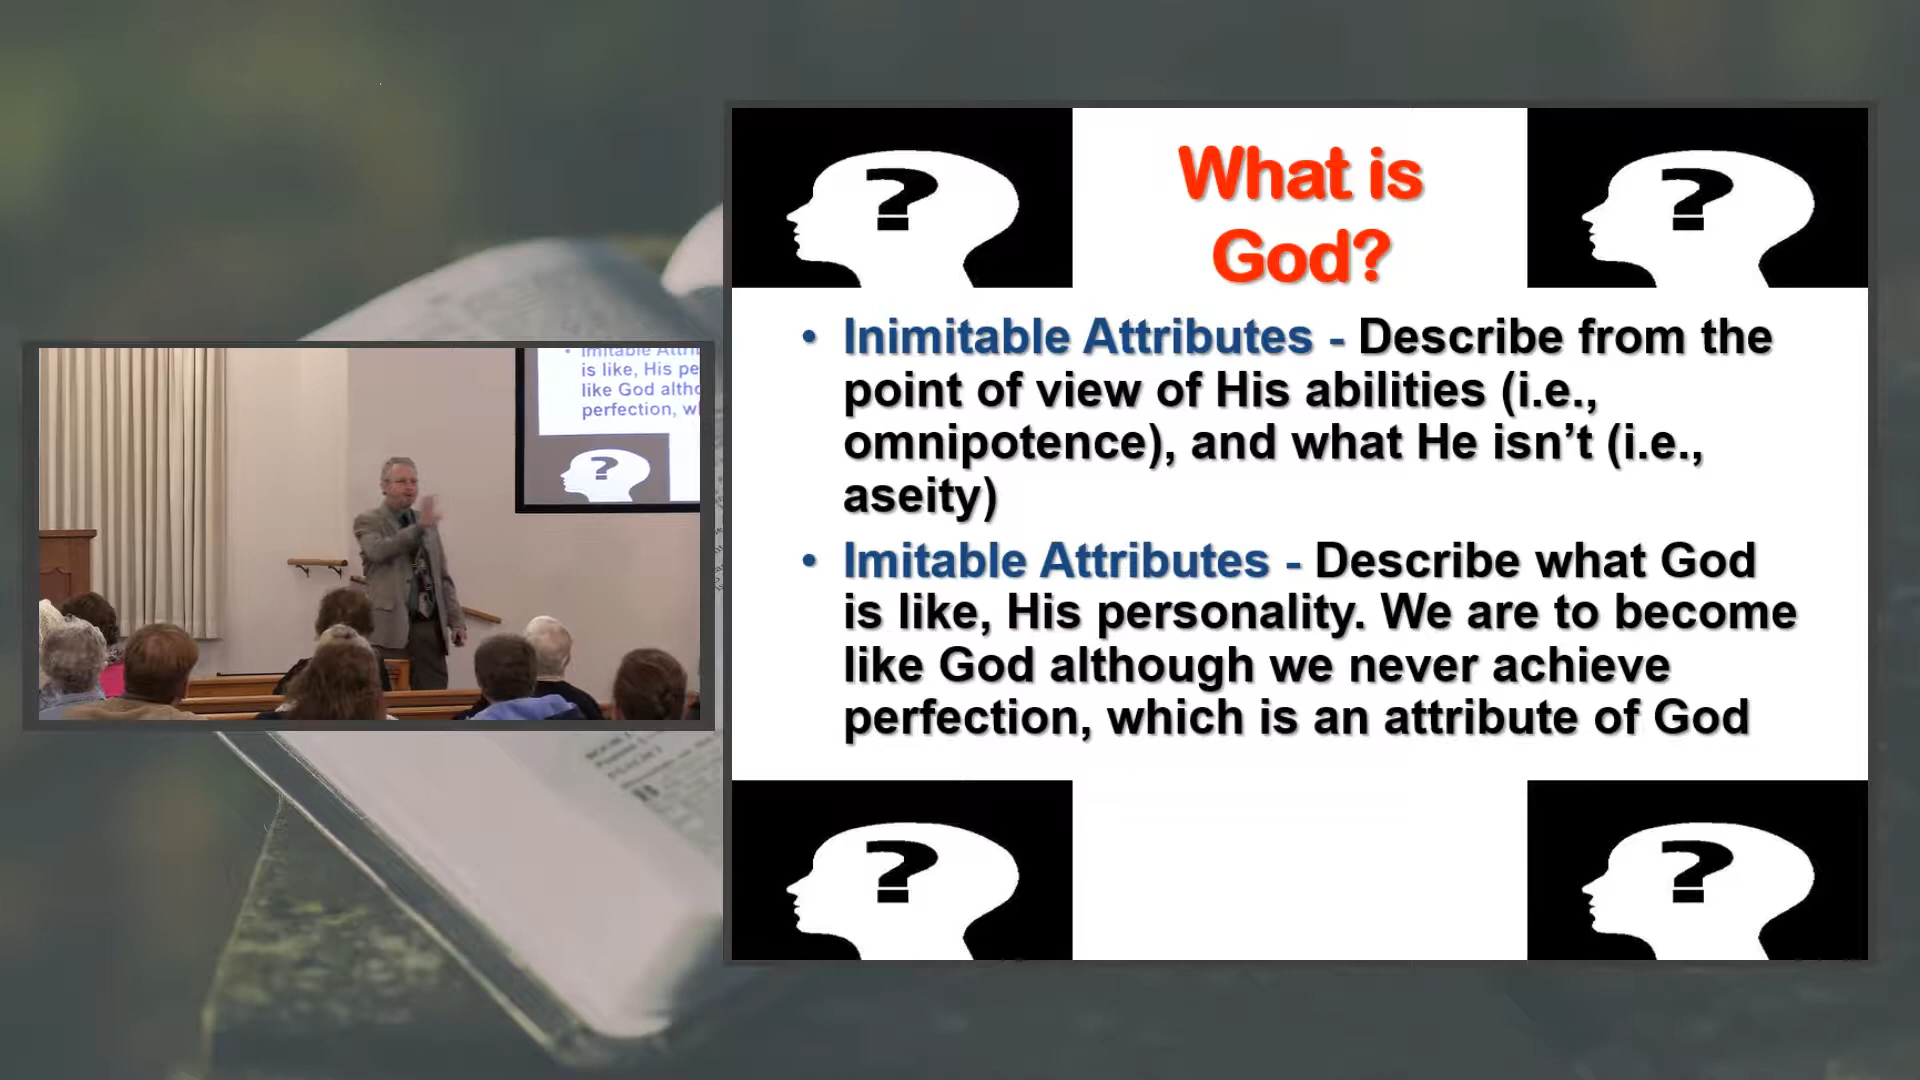 What is
God?
• Inimitable Attributes - Describe from the
point of view of His abilities (i.e.,
omnipotence), and what He isn’t (i.e.,
aseity)
• Imitable Attributes - Describe what God
is like, His personality. We are to become
like God although we never achieve
perfection, which is an attribute of God
?
?
?
?
• Imitable Attri
is like, His pe
like God altho
perfection, w
?